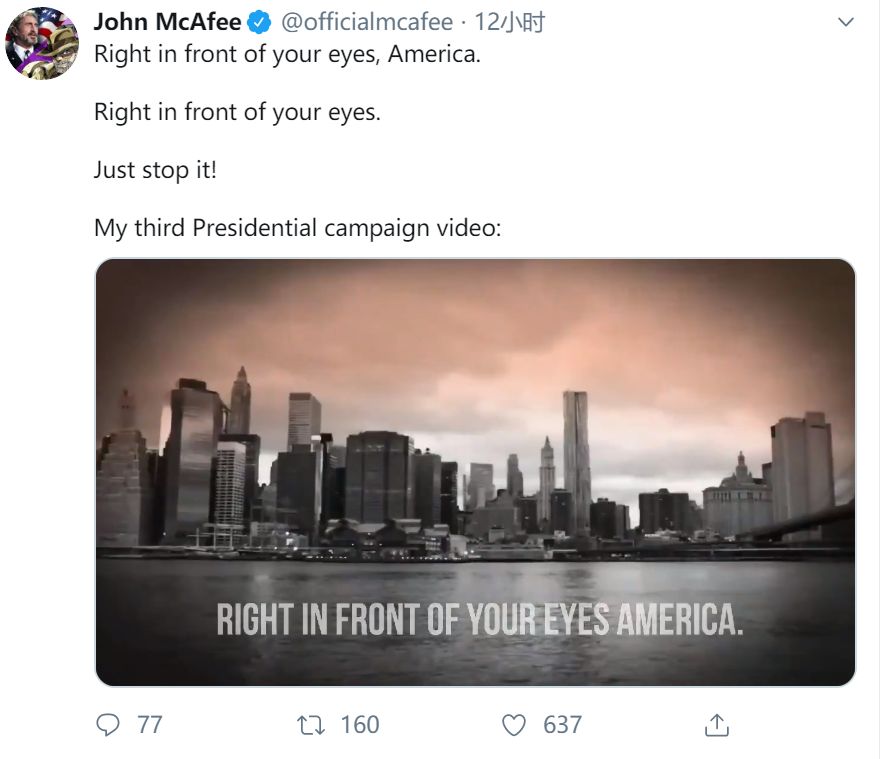 John McAfee @officialmcafee · 12小时
Right in front of your eyes, America.
Right in front of your eyes.
Just stop it!
My third Presidential campaign video:
RIGHT IN FRONT OF YOUR EYES AMERICA.
77 160 637